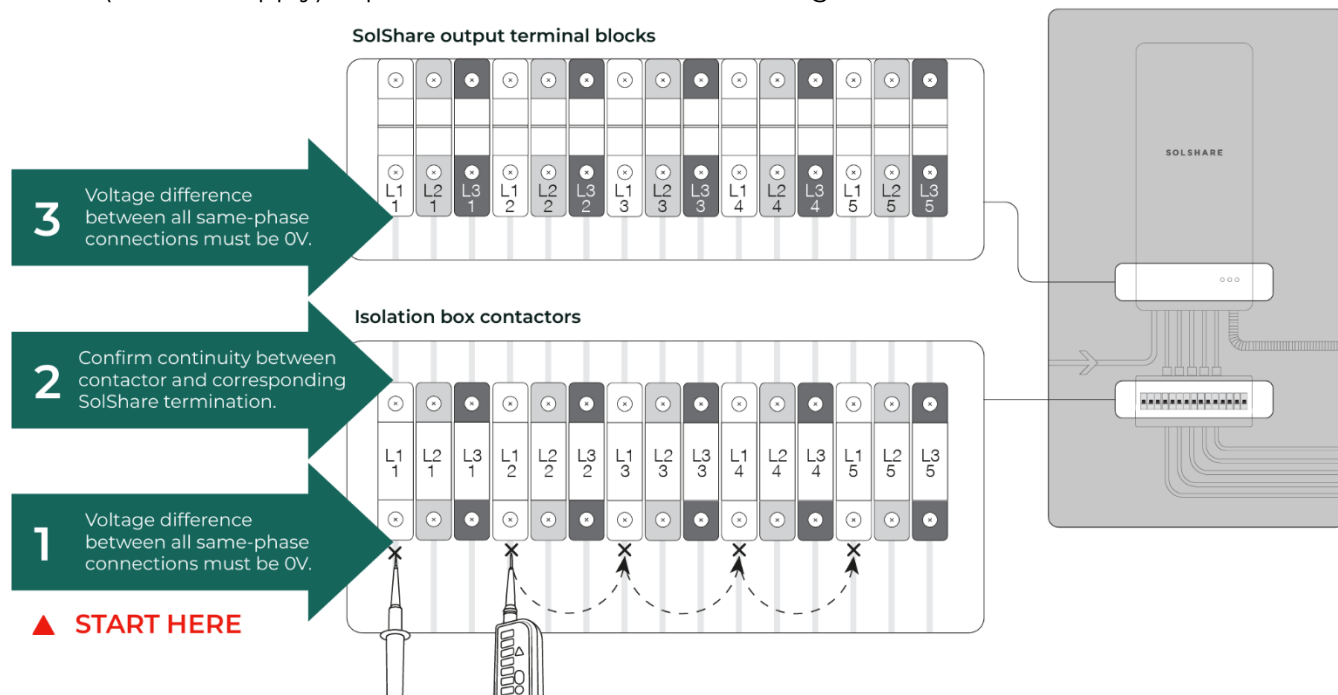 SolShare output terminal blocks
L1 L2 L3 L1 L2 L3 L1 L2 L3 L1 L2 L3 L1 L2 L3
1 1 1 2 2 2 3 3 3 4 4 4 5 5 5
SOLSHARE
3
Voltage difference
between all same-phase
connections must be 0V.
Isolation box contactors
2
Confirm continuity between
contactor and corresponding
SolShare termination.
L1 L2 L3 L1 L2 L3 L1 L2 L3 L1 L2 L3 L1 L2 L3
1 1 1 2 2 2 3 3 3 4 4 4 5 5 5
1
Voltage difference
between all same-phase
connections must be 0V.
START HERE